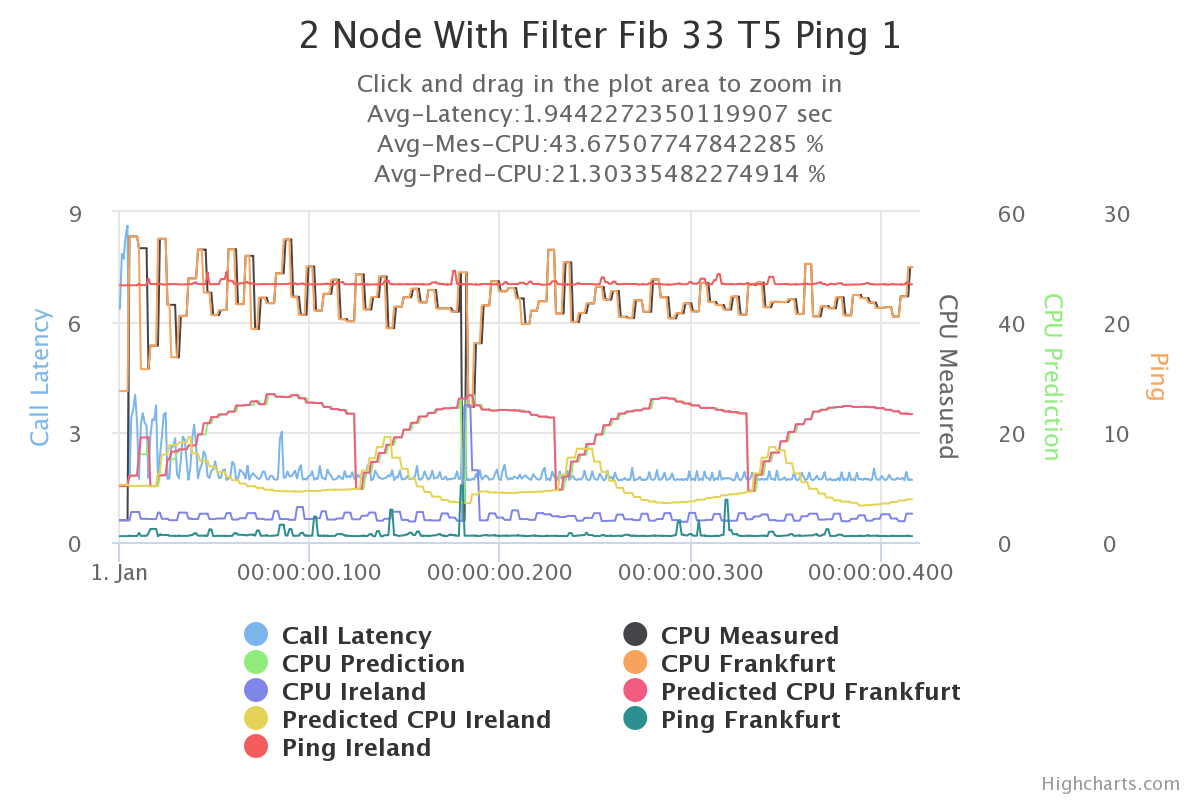 2 Node With Filter Fib 33 T5 Ping 1
Click and drag in the plot area to zoom in
Avg-Latency:1.9442272350119907 sec
Avg-Mes-CPU:43.67507747842285 %
Avg-Pred-CPU:21.30335482274914 %
9
6
3
0
Call Latency
60
40
20
0
CPU Measured
CPU Prediction
30
20
10
0
Ping
1. Jan
00:00:00.100
00:00:00.200
00:00:00.300
00:00:00.400
Call Latency
CPU Measured
CPU Prediction
CPU Frankfurt
CPU Ireland
Predicted CPU Frankfurt
Predicted CPU Ireland
Ping Frankfurt
Ping Ireland
Highcharts.com